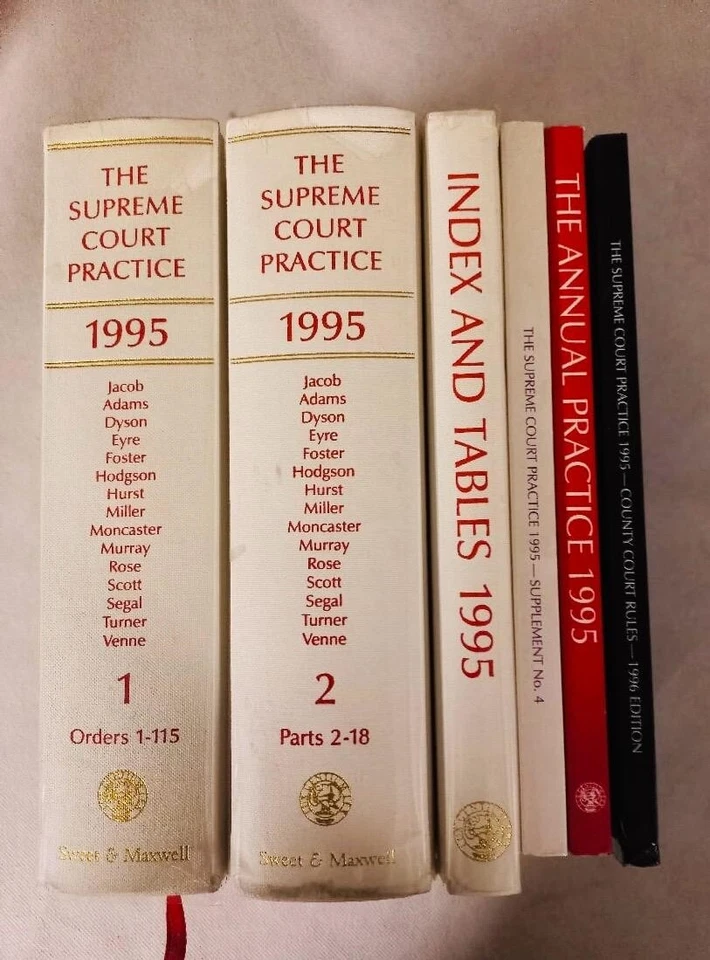 THE
SUPREME
COURT
PRACTICE
1995
Jacob
Adams
Dyson
Eyre
Foster
Hodgson
Hurst
Miller
Moncaster
Murray
Rose
Scott
Segal
Turner
Venne
1
Orders 1-115
Sweet & Maxwell
THE
SUPREME
COURT
PRACTICE
1995
Jacob
Adams
Dyson
Eyre
Foster
Hodgson
Hurst
Miller
Moncaster
Murray
Rose
Scott
Segal
Turner
Venne
2
Parts 2-18
Sweet & Maxwell
INDEX AND TABLES 1995
THE SUPREME COURT PRACTICE 1995—SUPPLEMENT No. 4
THE ANNUAL PRACTICE 1995
THE SUPREME COURT PRACTICE 1995—COUNTY COURT RULES—1996 EDITION